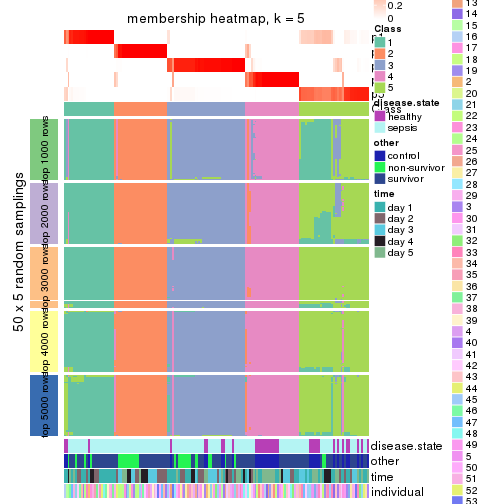 membership heatmap, k = 5
50 x 5 random samplings
top 1000 rows
top 2000 rows
top 3000 rows
top 4000 rows
top 5000 rows
Class
disease.state
other
time
individual
0.2
0
Class
1
2
3
4
5
disease.state
healthy
sepsis
other
control
non-survivor
survivor
time
day 1
day 2
day 3
day 4
day 5
13
14
15
16
17
18
19
2
20
21
22
23
24
25
26
27
28
29
3
30
31
32
33
34
35
36
37
38
39
4
40
41
42
43
44
45
46
47
48
49
5
50
51
52
53